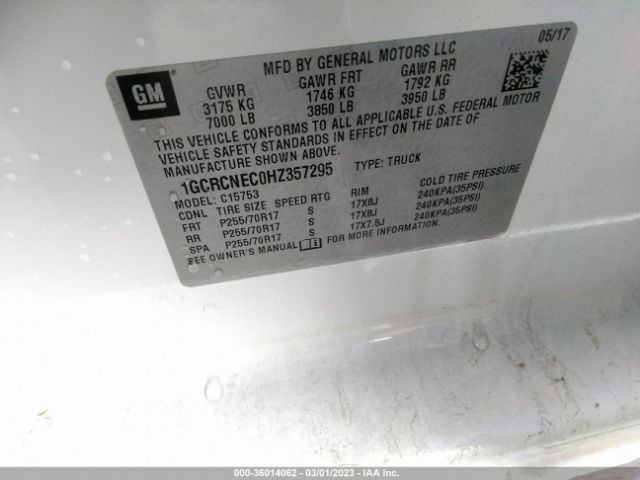 05/17
MFD BY GENERAL MOTORS LLC
GM
GVWR GAWR FRT GAWR RR
3175 KG 1746 KG 1792 KG
7000 LB 3850 LB 3950 LB
THIS VEHICLE CONFORMS TO ALL APPLICABLE U.S. FEDERAL MOTOR
VEHICLE SAFETY STANDARDS IN EFFECT ON THE DATE OF
MANUFACTURE SHOWN ABOVE.
1GCRCNEC0HZ357295 TYPE: TRUCK
MODEL: C15753
CDNL TIRE SIZE SPEED RTG RIM COLD TIRE PRESSURE
FRT P255/70R17 S 17X8J 240KPA(35PSI)
RR P255/70R17 S 17X8J 240KPA(35PSI)
SPA P255/70R17 S 17X7.5J 240KPA(35PSI)
SEE OWNER'S MANUAL FOR MORE INFORMATION.
000-36014062 - 03/01/2023 - IAA Inc.